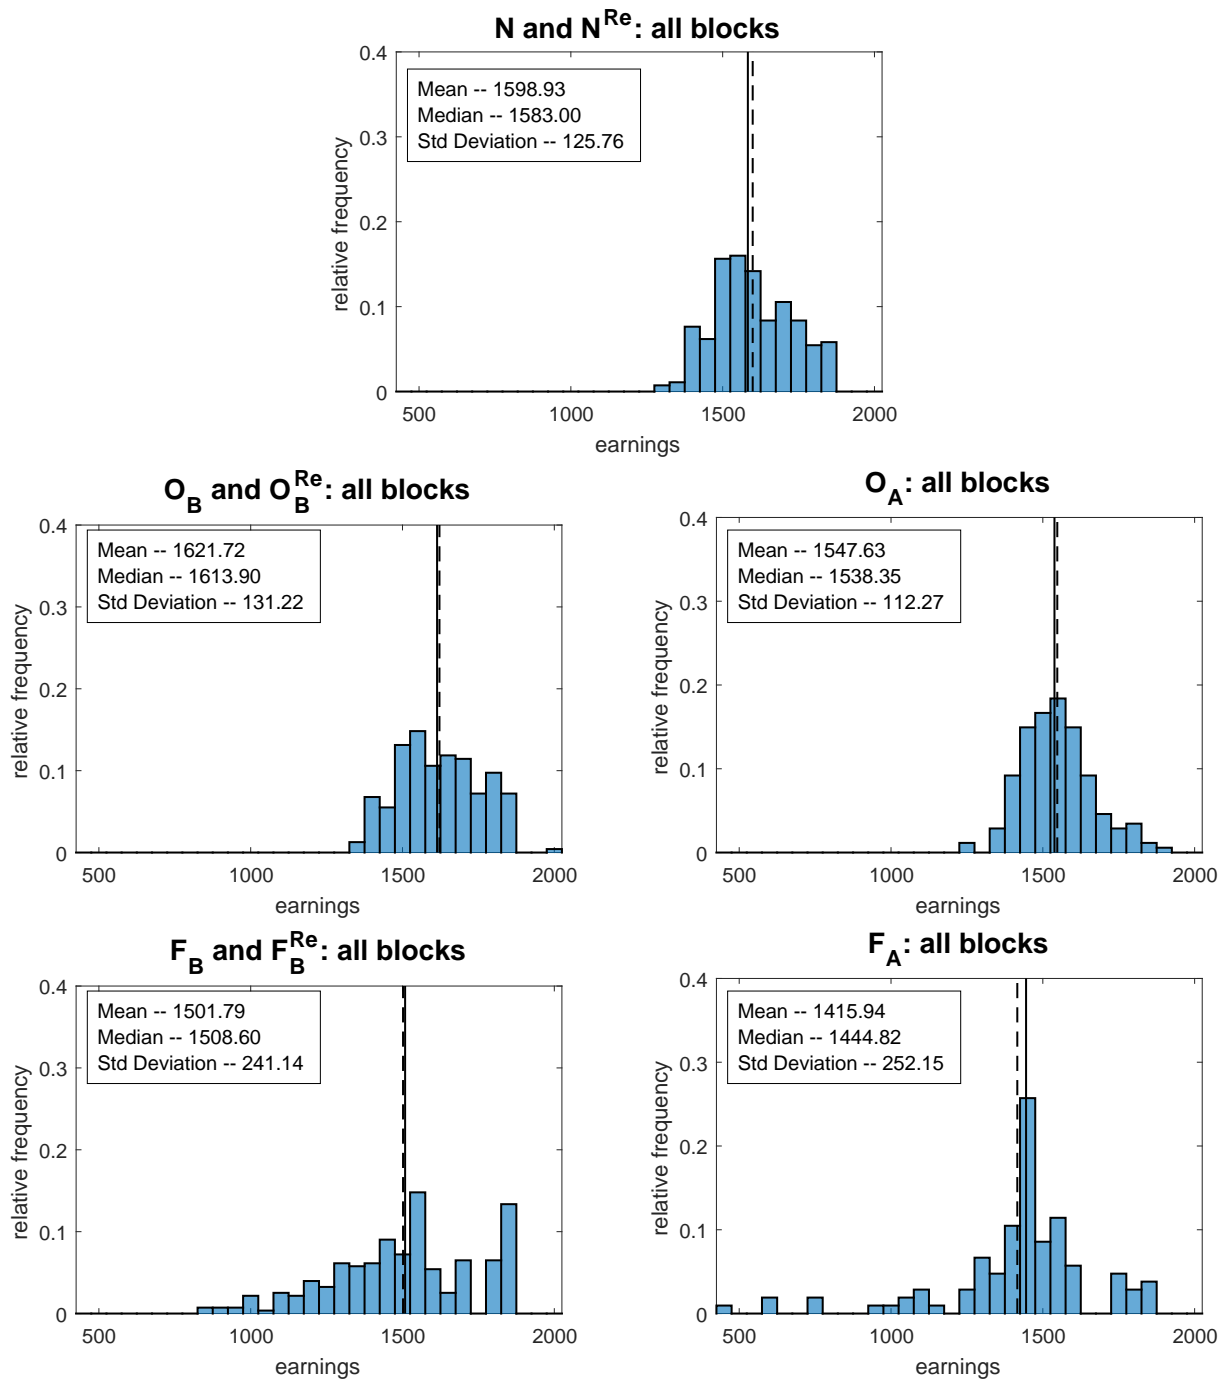 N and N^Re: all blocks
0.4
0.3
0.2
0.1
0
relative frequency
Mean -- 1598.93
Median -- 1583.00
Std Deviation -- 125.76
500 1000 1500 2000
earnings
O_B and O_B^Re: all blocks
0.4
0.3
0.2
0.1
0
relative frequency
Mean -- 1621.72
Median -- 1613.90
Std Deviation -- 131.22
500 1000 1500 2000
earnings
O_A: all blocks
0.4
0.3
0.2
0.1
0
relative frequency
Mean -- 1547.63
Median -- 1538.35
Std Deviation -- 112.27
500 1000 1500 2000
earnings
F_B and F_B^Re: all blocks
0.4
0.3
0.2
0.1
0
relative frequency
Mean -- 1501.79
Median -- 1508.60
Std Deviation -- 241.14
500 1000 1500 2000
earnings
F_A: all blocks
0.4
0.3
0.2
0.1
0
relative frequency
Mean -- 1415.94
Median -- 1444.82
Std Deviation -- 252.15
500 1000 1500 2000
earnings